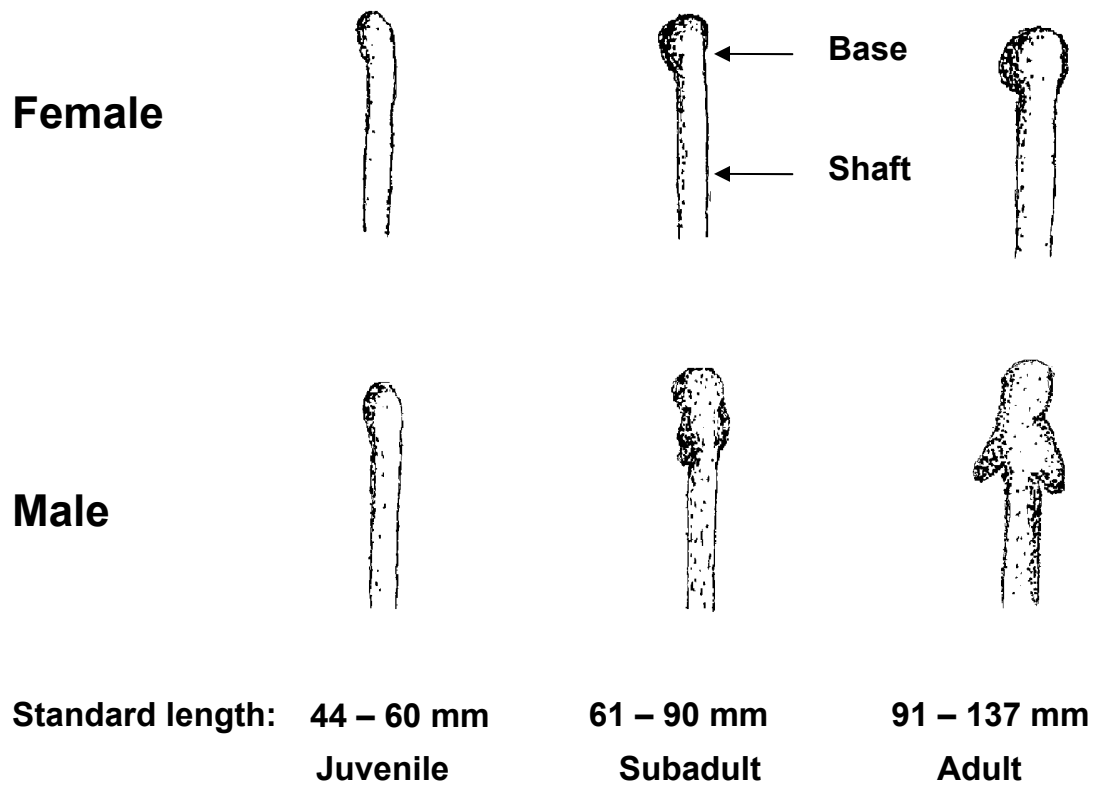 Base
Female
Shaft
Male
Standard length: 44 – 60 mm 61 – 90 mm 91 – 137 mm
Juvenile Subadult Adult